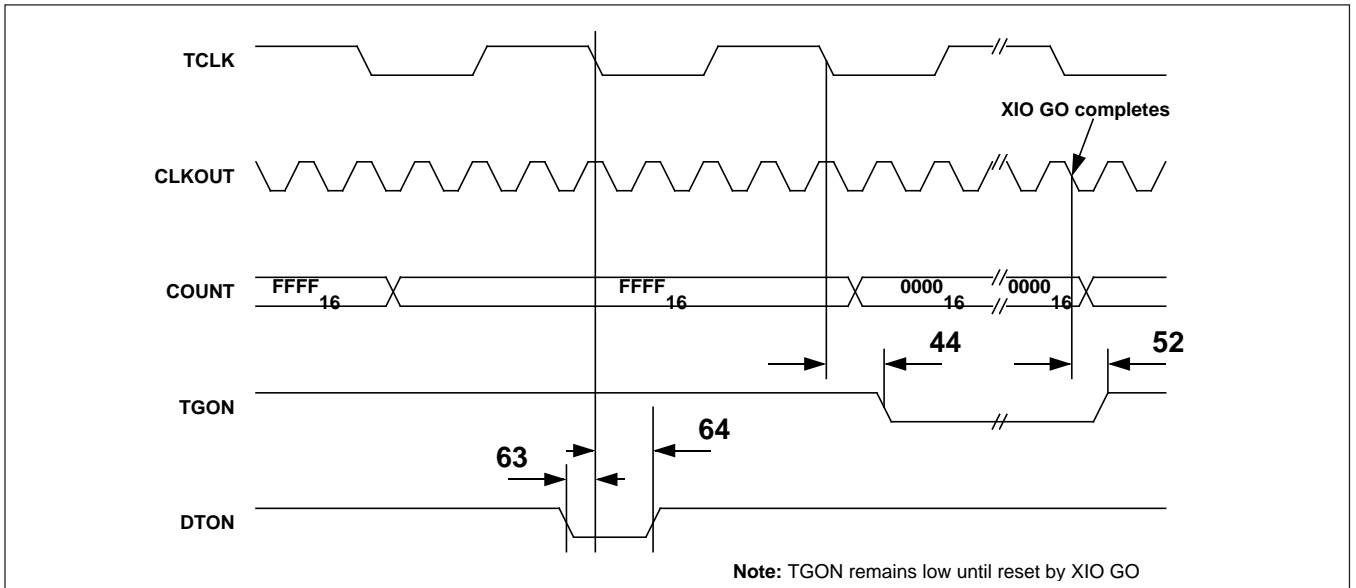 TCLK
XIO GO completes
CLKOUT
COUNT
FFFF16
FFFF16
000016
000016
44
52
TGON
64
63
DTON
Note: TGON remains low until reset by XIO GO